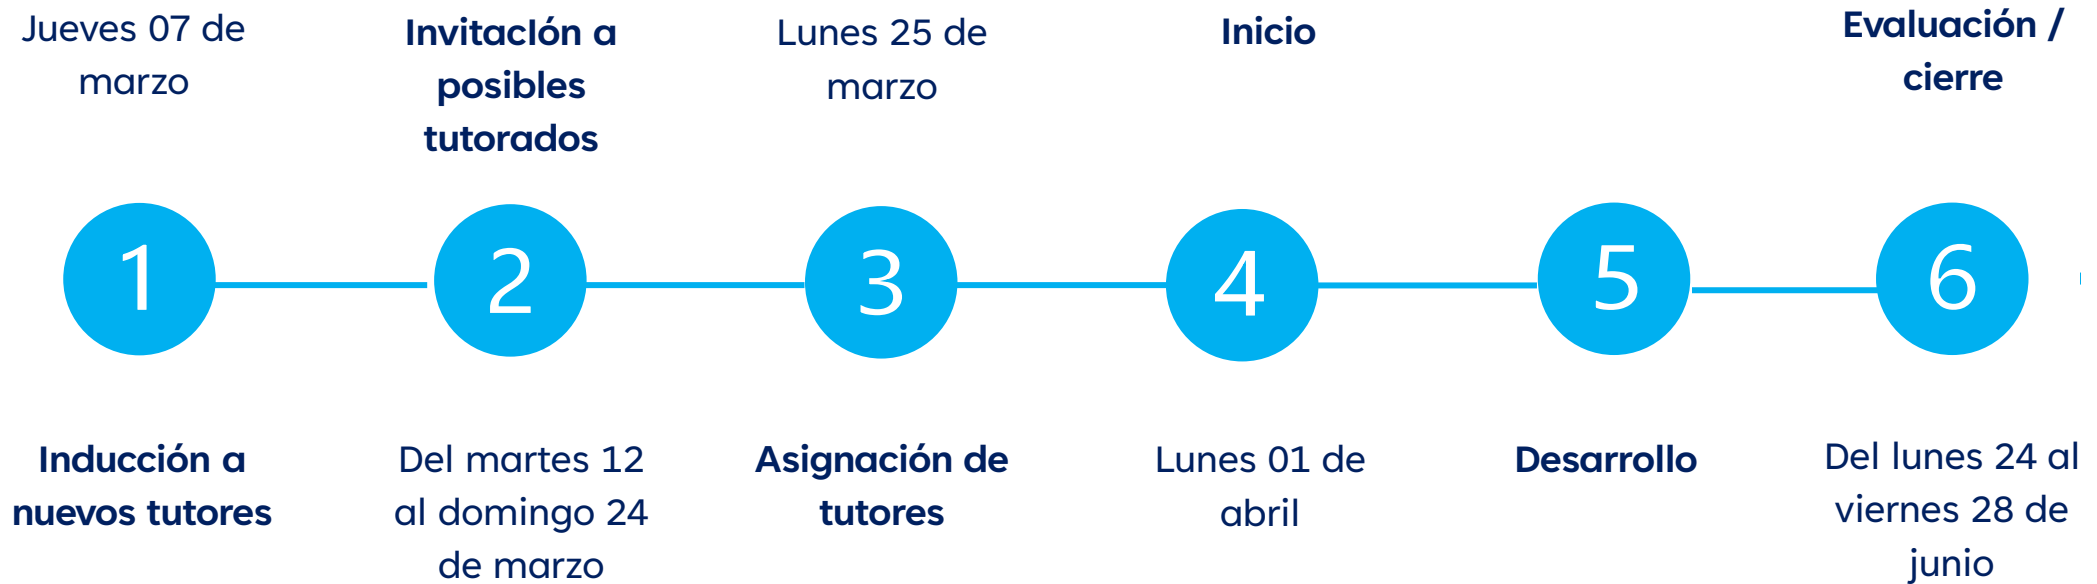 Jueves 07 de
marzo
1
Inducción a
nuevos tutores
InvitacIón a
posibles
tutorados
2
Del martes 12
al domingo 24
de marzo
Lunes 25 de
marzo
3
Asignación de
tutores
Inicio
4
Lunes 01 de
abril
5
Desarrollo
Evaluación /
cierre
6
Del lunes 24 al
viernes 28 de
junio